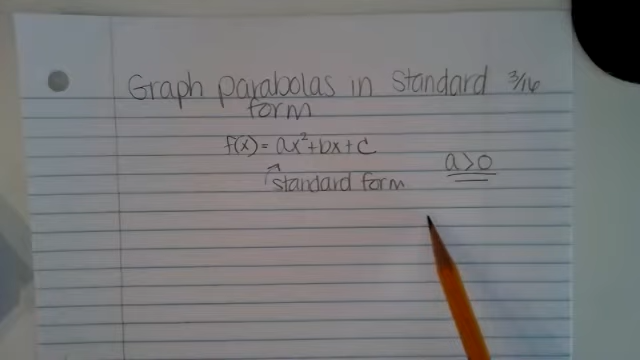 Graph parabolas in standard 3/16
form
f(x) = ax²+bx+c
a>0
standard form